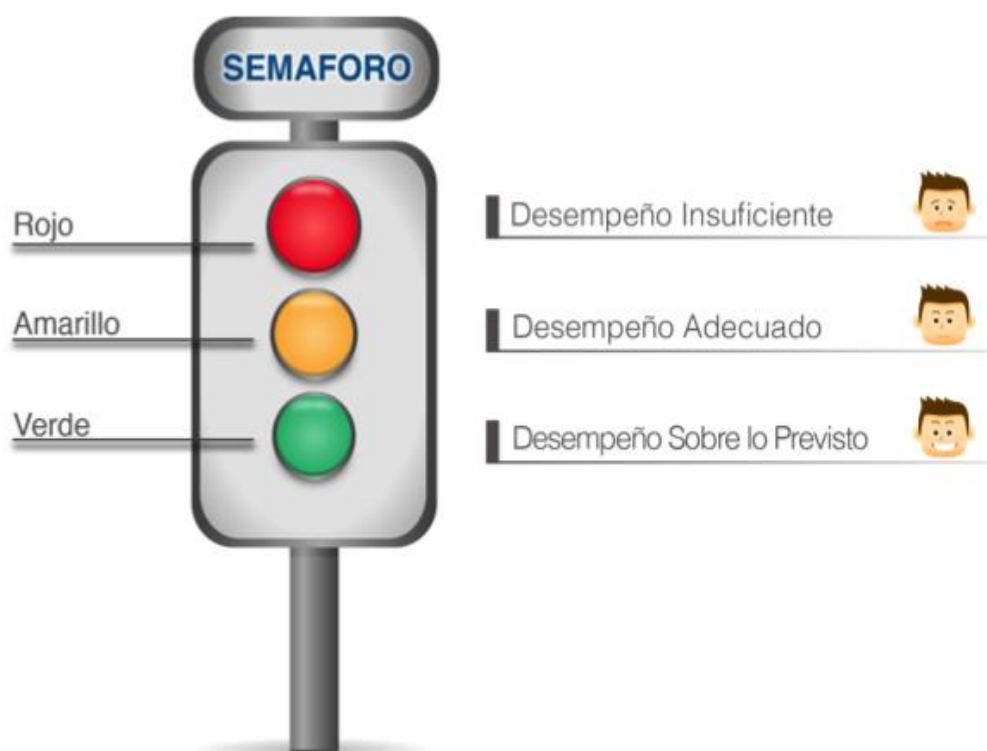 SEMAFORO
Rojo
Desempeño Insuficiente
Amarillo
Desempeño Adecuado
Verde
Desempeño Sobre lo Previsto